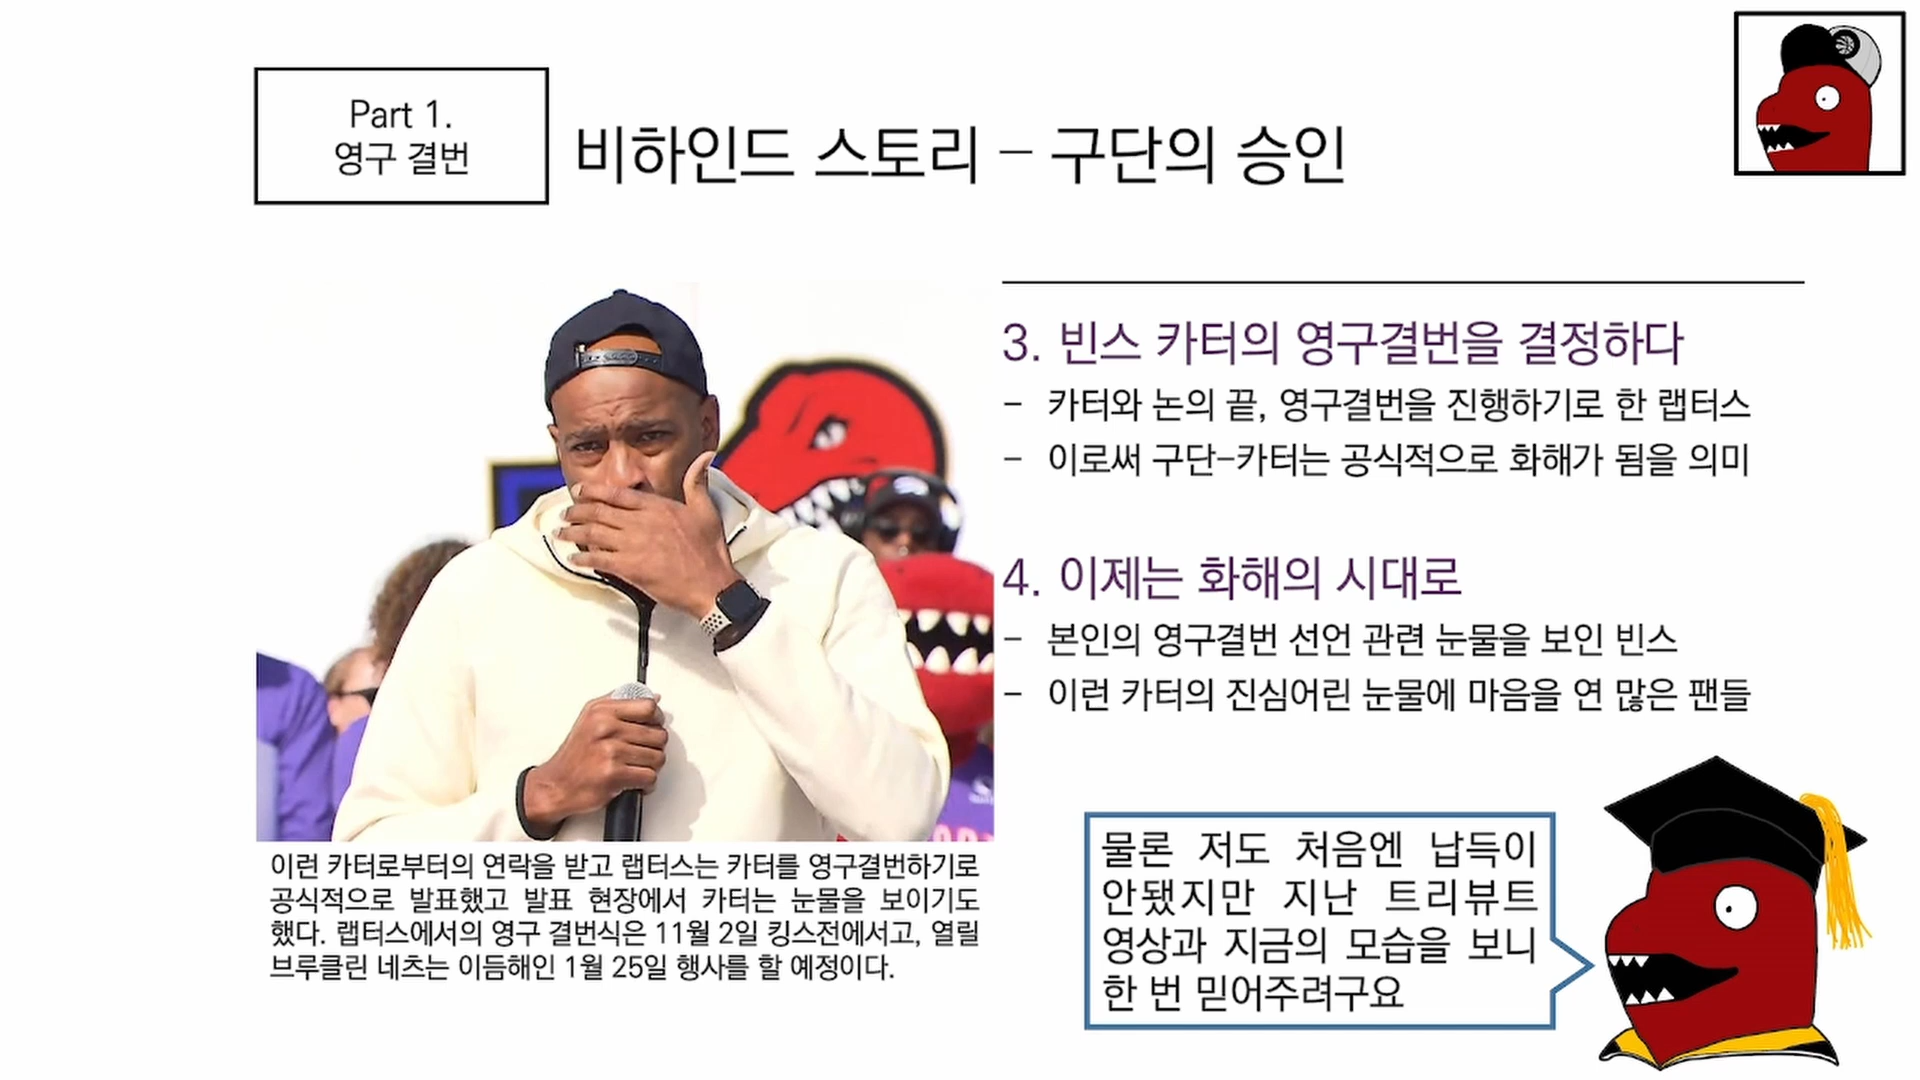 Part 1.
영구 결번
비하인드 스토리 – 구단의 승인
3. 빈스 카터의 영구결번을 결정하다
- 카터와 논의 끝, 영구결번을 진행하기로 한 랩터스
- 이로써 구단-카터는 공식적으로 화해가 됨을 의미
4. 이제는 화해의 시대로
- 본인의 영구결번 선언 관련 눈물을 보인 빈스
- 이런 카터의 진심어린 눈물에 마음을 연 많은 팬들
이런 카터로부터의 연락을 받고 랩터스는 카터를 영구결번하기로
공식적으로 발표했고 발표 현장에서 카터는 눈물을 보이기도
했다. 랩터스에서의 영구 결번식은 11월 2일 킹스전에서고, 열릴
브루클린 네츠는 이듬해인 1월 25일 행사를 할 예정이다.
물론 저도 처음엔 납득이
안됐지만 지난 트리뷰트
영상과 지금의 모습을 보니
한 번 믿어주려구요